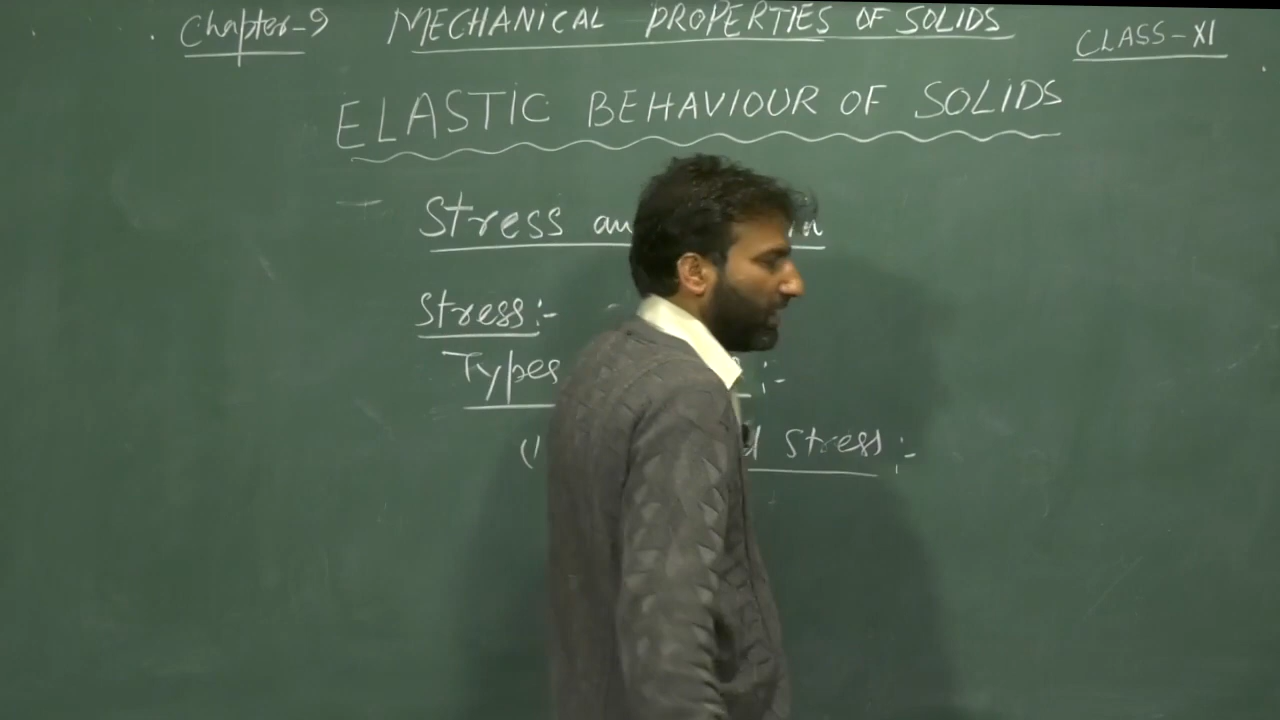 Chapter-9 MECHANICAL PROPERTIES OF SOLIDS CLASS-XI
ELASTIC BEHAVIOUR OF SOLIDS
Stress
Stress:-
Types :-
Stress:-